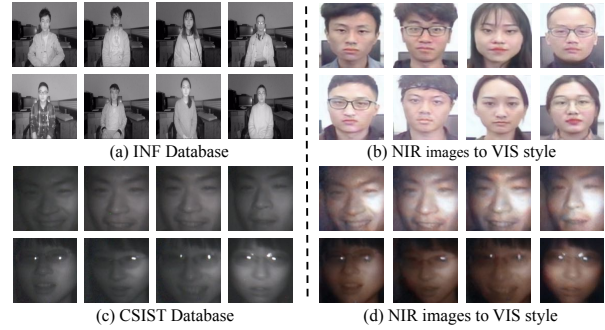 (a) INF Database
(b) NIR images to VIS style
(c) CSIST Database
(d) NIR images to VIS style